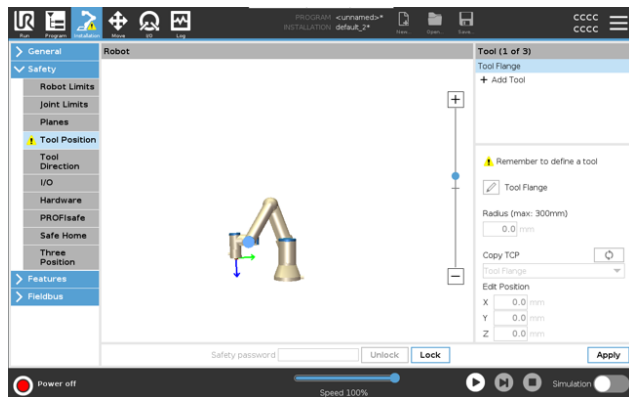 PROGRAM <unnamed>*
INSTALLATION default_2*
Run Program Installation Move I/O Log
New... Open... Save...
cccc
cccc
General
Safety
Robot Limits
Joint Limits
Planes
Tool Position
Tool
Direction
I/O
Hardware
PROFIsafe
Safe Home
Three
Position
Features
Fieldbus
Robot
+
−
Tool (1 of 3)
Tool Flange
+ Add Tool
Remember to define a tool
Tool Flange
Radius (max: 300mm)
0.0 mm
Copy TCP
Tool Flange
Edit Position
X 0.0 mm
Y 0.0 mm
Z 0.0 mm
Safety password Unlock Lock
Apply
Power off
Speed 100%
Simulation